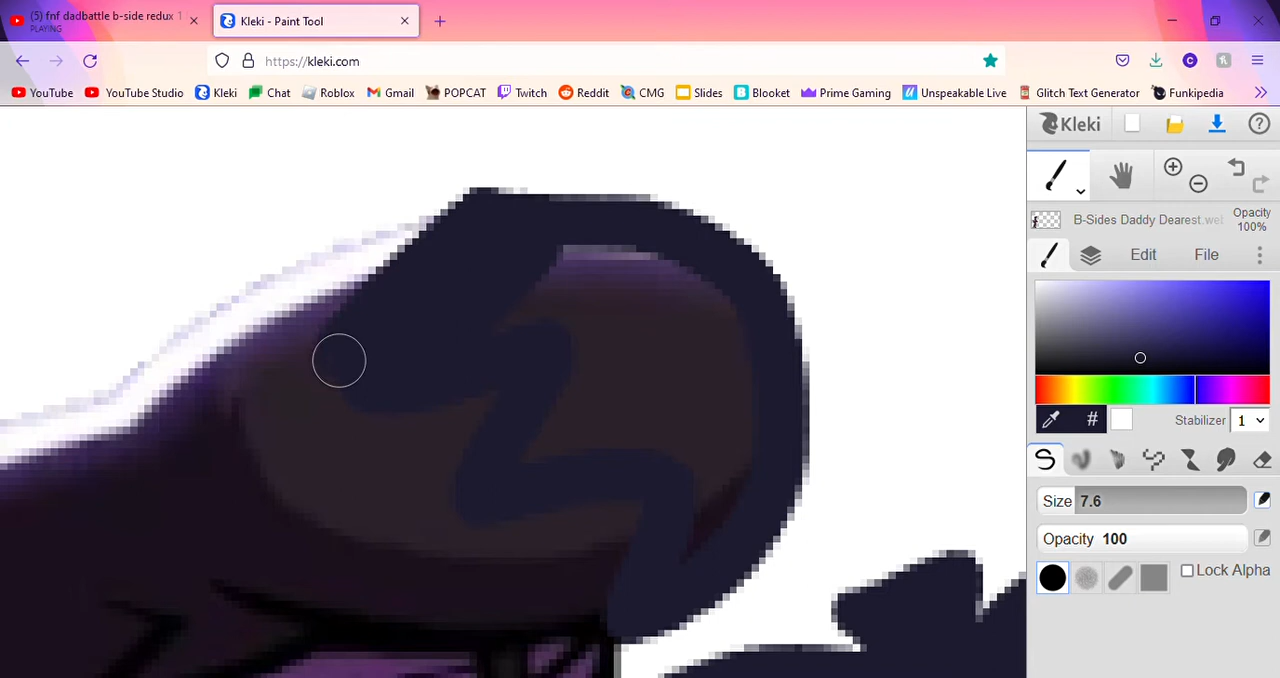 (5) fnf dadbattle b-side redux 1
PLAYING
Kleki - Paint Tool
https://kleki.com
YouTube YouTube Studio Kleki Chat Roblox Gmail POPCAT Twitch Reddit CMG Slides Blooket Prime Gaming Unspeakable Live Glitch Text Generator Funkipedia
Kleki
B-Sides Daddy Dearest.we
Opacity
100%
Edit File
# Stabilizer 1
Size 7.6
Opacity 100
Lock Alpha